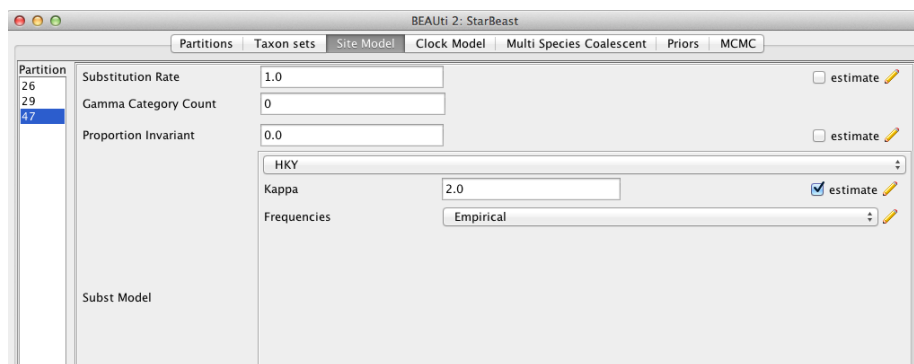 BEAUti 2: StarBeast
Partitions Taxon sets Site Model Clock Model Multi Species Coalescent Priors MCMC
Partition
26
29
47
Substitution Rate 1.0 estimate
Gamma Category Count 0
Proportion Invariant 0.0 estimate
HKY
Kappa 2.0 estimate
Frequencies Empirical
Subst Model